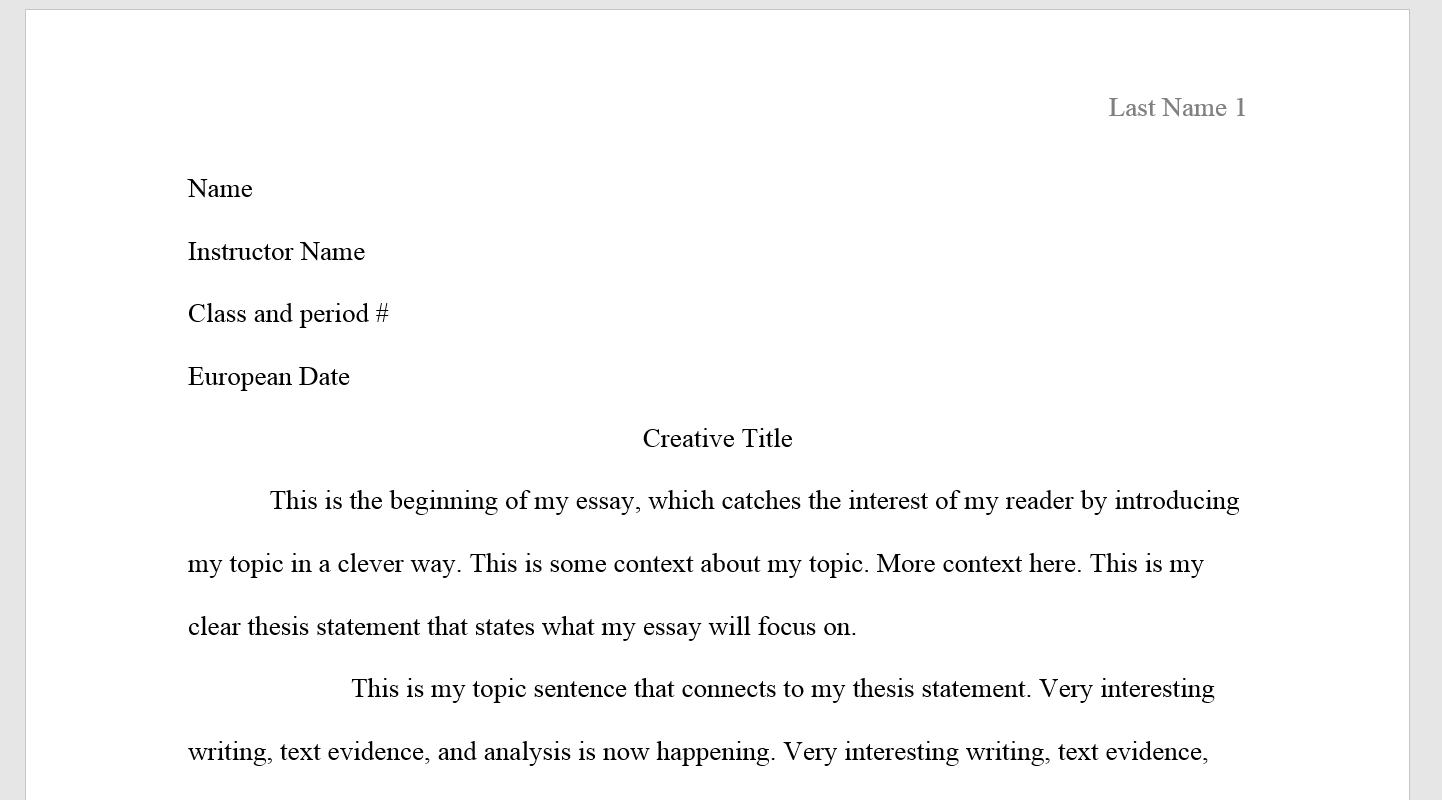 Last Name 1
Name
Instructor Name
Class and period #
European Date
Creative Title
This is the beginning of my essay, which catches the interest of my reader by introducing
my topic in a clever way. This is some context about my topic. More context here. This is my
clear thesis statement that states what my essay will focus on.
This is my topic sentence that connects to my thesis statement. Very interesting
writing, text evidence, and analysis is now happening. Very interesting writing, text evidence,